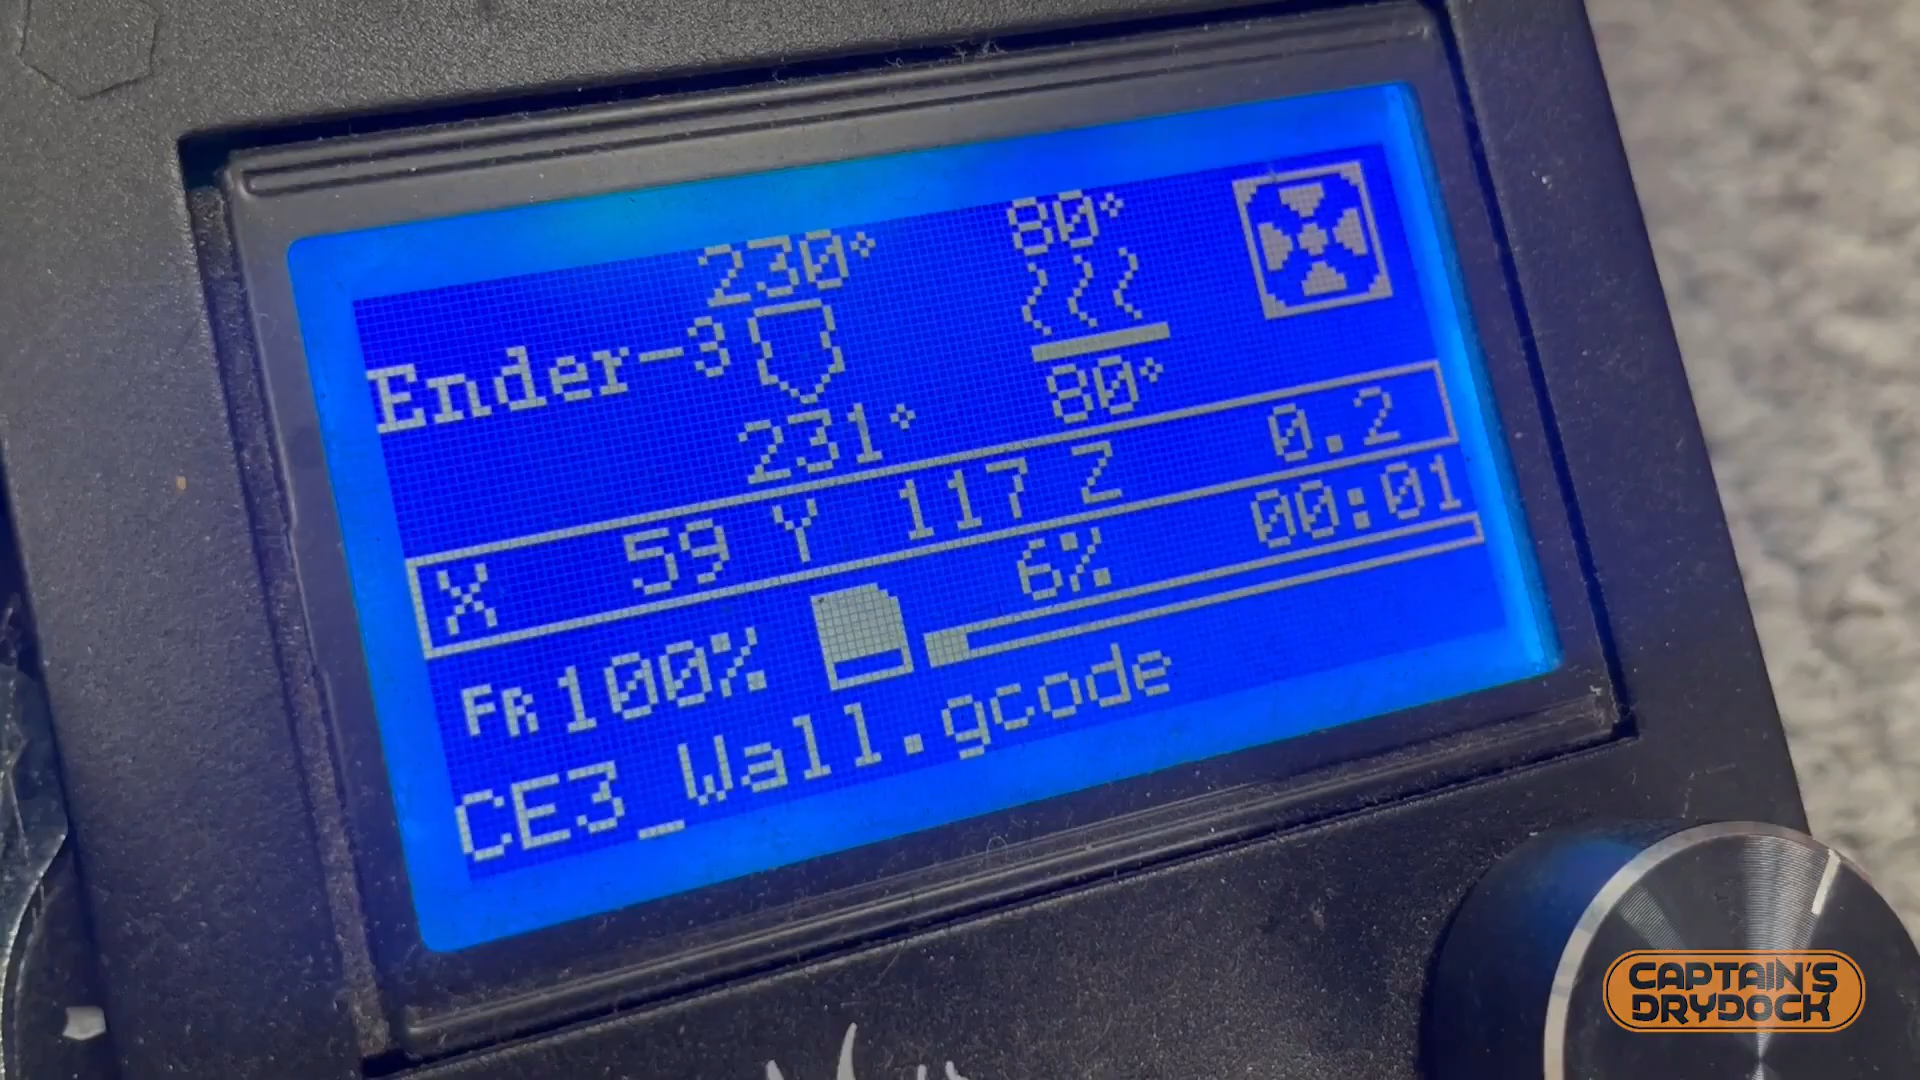 230° 80°
Ender-3
231° 80°
X 59 Y 117 Z 0.2
FR 100% 6% 00:01
CE3_Wall.gcode
CAPTAIN'S
DRYDOCK